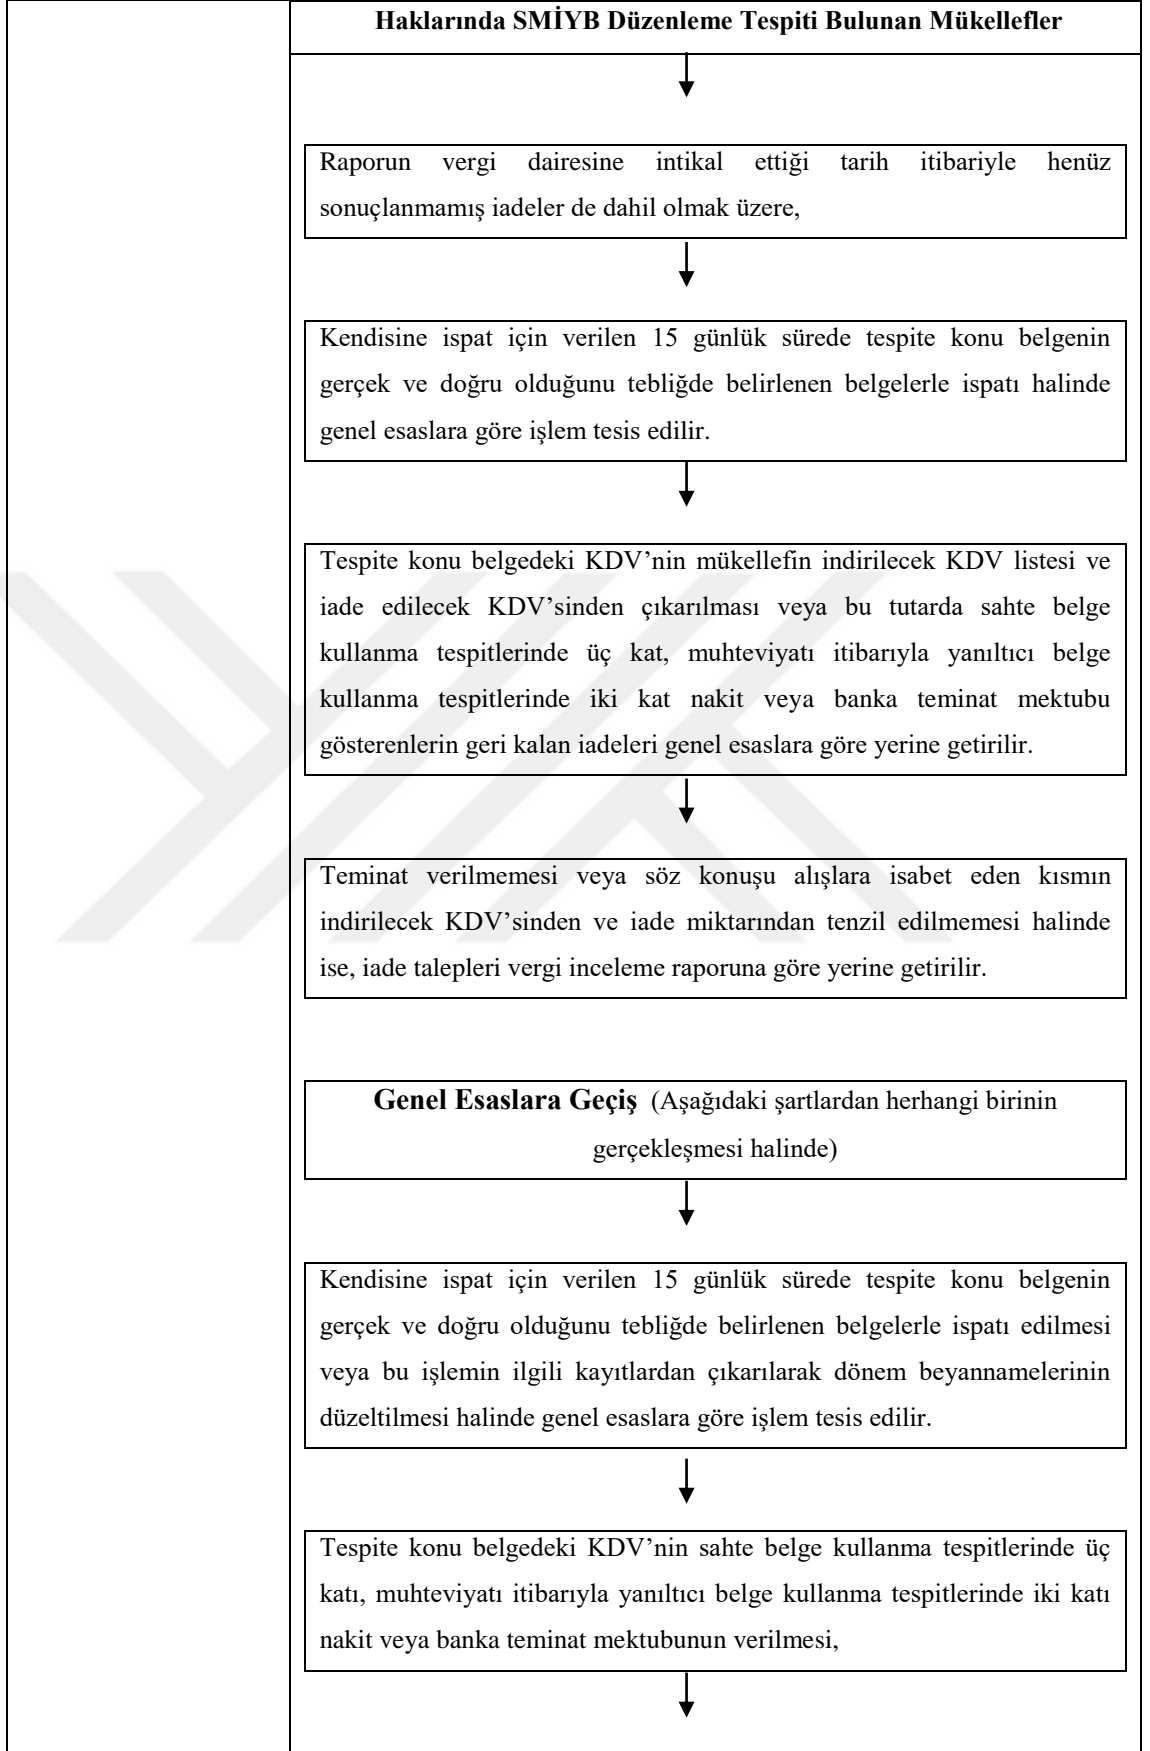 Haklarında SMİYB Düzenleme Tespiti Bulunan Mükellefler
Raporun vergi dairesine intikal ettiği tarih itibariyle henüz
sonuçlanmamış iadeler de dahil olmak üzere,
Kendisine ispat için verilen 15 günlük sürede tespite konu belgenin
gerçek ve doğru olduğunu tebliğde belirlenen belgelerle ispatı halinde
genel esaslara göre işlem tesis edilir.
Tespite konu belgedeki KDV’nin mükellefin indirilecek KDV listesi ve
iade edilecek KDV’sinden çıkarılması veya bu tutarda sahte belge
kullanma tespitlerinde üç kat, muhteviyatı itibarıyla yanıltıcı belge
kullanma tespitlerinde iki kat nakit veya banka teminat mektubu
gösterenlerin geri kalan iadeleri genel esaslara göre yerine getirilir.
Teminat verilmemesi veya söz konuşu alışlara isabet eden kısmın
indirilecek KDV’sinden ve iade miktarından tenzil edilmemesi halinde
ise, iade talepleri vergi inceleme raporuna göre yerine getirilir.
Genel Esaslara Geçiş (Aşağıdaki şartlardan herhangi birinin
gerçekleşmesi halinde)
Kendisine ispat için verilen 15 günlük sürede tespite konu belgenin
gerçek ve doğru olduğunu tebliğde belirlenen belgelerle ispatı edilmesi
veya bu işlemin ilgili kayıtlardan çıkarılarak dönem beyannamelerinin
düzeltilmesi halinde genel esaslara göre işlem tesis edilir.
Tespite konu belgedeki KDV’nin sahte belge kullanma tespitlerinde üç
katı, muhteviyatı itibarıyla yanıltıcı belge kullanma tespitlerinde iki katı
nakit veya banka teminat mektubunun verilmesi,